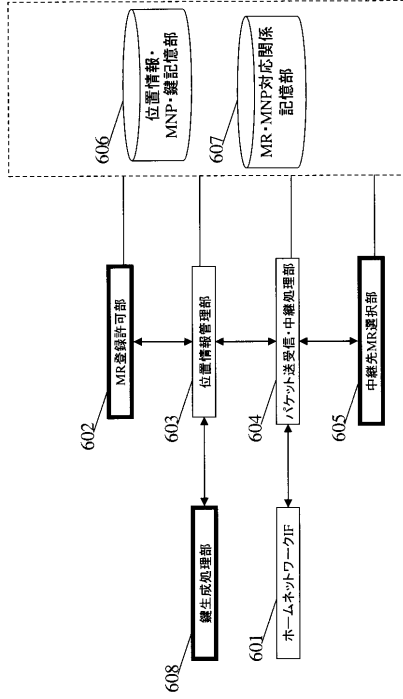 606
位置情報・
MNP・鍵記憶部
607
MR・MNP対応関係
記憶部
602
MR登録許可部
603
位置情報管理部
604
パケット送受信・中継処理部
605
中継先MR選択部
608
鍵生成処理部
601
ホームネットワークIF